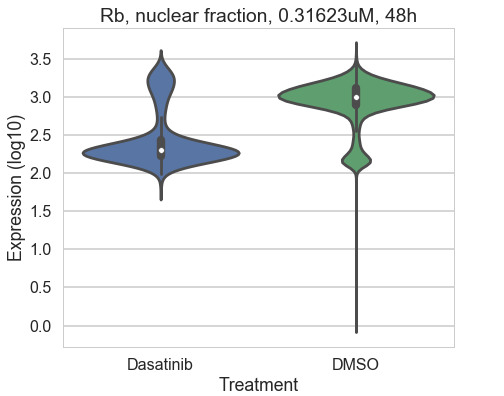 Rb, nuclear fraction, 0.31623uM, 48h
Expression (log10)
3.5
3.0
2.5
2.0
1.5
1.0
0.5
0.0
Dasatinib DMSO
Treatment